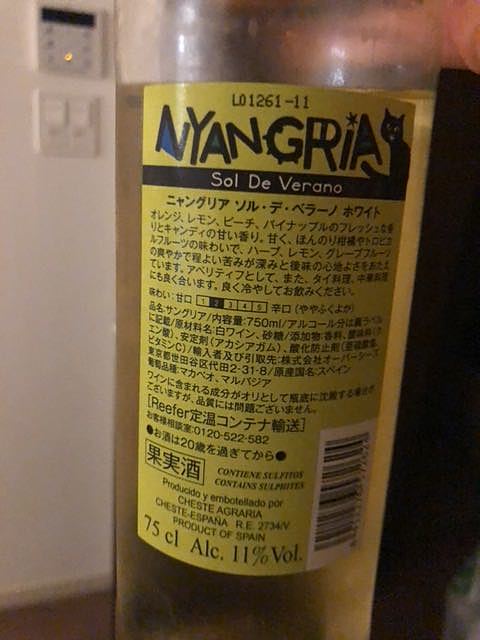 L01261-11
NYANGRIA
Sol De Verano
ニャングリア ソル・デ・ベラーノ ホワイト
オレンジ、レモン、ピーチ、パイナップルのフレッシュな香
りとキャンディの甘い香り。甘く、ほんのり柑橘やトロピカ
ルフルーツの味わいで、ハーブ、レモン、グレープフルーツ
の爽やかで程よい苦みが深みと後味の心地よさをあたえ
ています。アペリティフとして、また、タイ料理、中華料理
にも良く合います。良く冷やしてお飲みください。
味わい:甘口 1 2 3 4 5 辛口 (ややふくよか)
品名:サングリア/内容量:750ml/アルコール分は裏ラベル
に記載/原材料名:白ワイン、砂糖/添加物:香料、酸味料(ク
エン酸)、安定剤(アカシアガム)、酸化防止剤(亜硫酸塩、
ビタミンC)/輸入者及び引取先:株式会社オーバーシーズ
東京都世田谷区代田2-31-8/原産国名:スペイン
葡萄品種:マカベオ、マルバジア
ワインに含まれる成分がオリとして瓶底に沈殿する場合が
ございますが、品質には問題ございません。
[Reefer定温コンテナ輸送]
お客様相談室:0120-522-582
●お酒は20歳を過ぎてから●
果実酒
CONTIENE SULFITOS
CONTAINS SULPHITES
Producido y embotellado por
CHESTE AGRARIA
CHESTE-ESPAÑA R.E. 2734/V
PRODUCT OF SPAIN
75 cl Alc. 11% Vol.